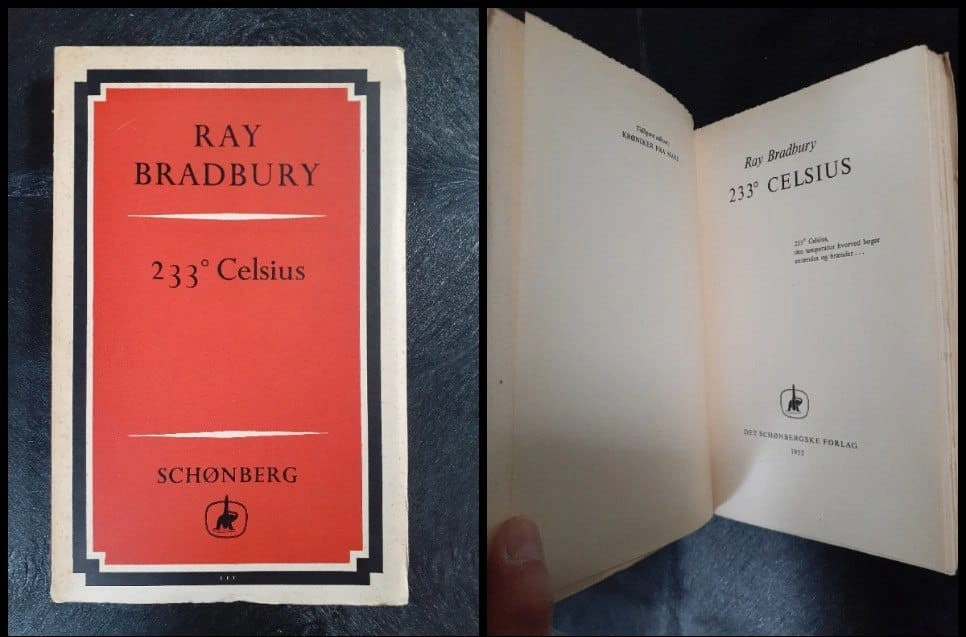 RAY
BRADBURY
233° Celsius
SCHØNBERG
Tidligere udkom:
KRØNIKER FRA MARS
Ray Bradbury
233° CELSIUS
233° Celsius,
den temperatur hvorved bøger
antændes og brænder . . .
DET SCHØNBERGSKE FORLAG
1955